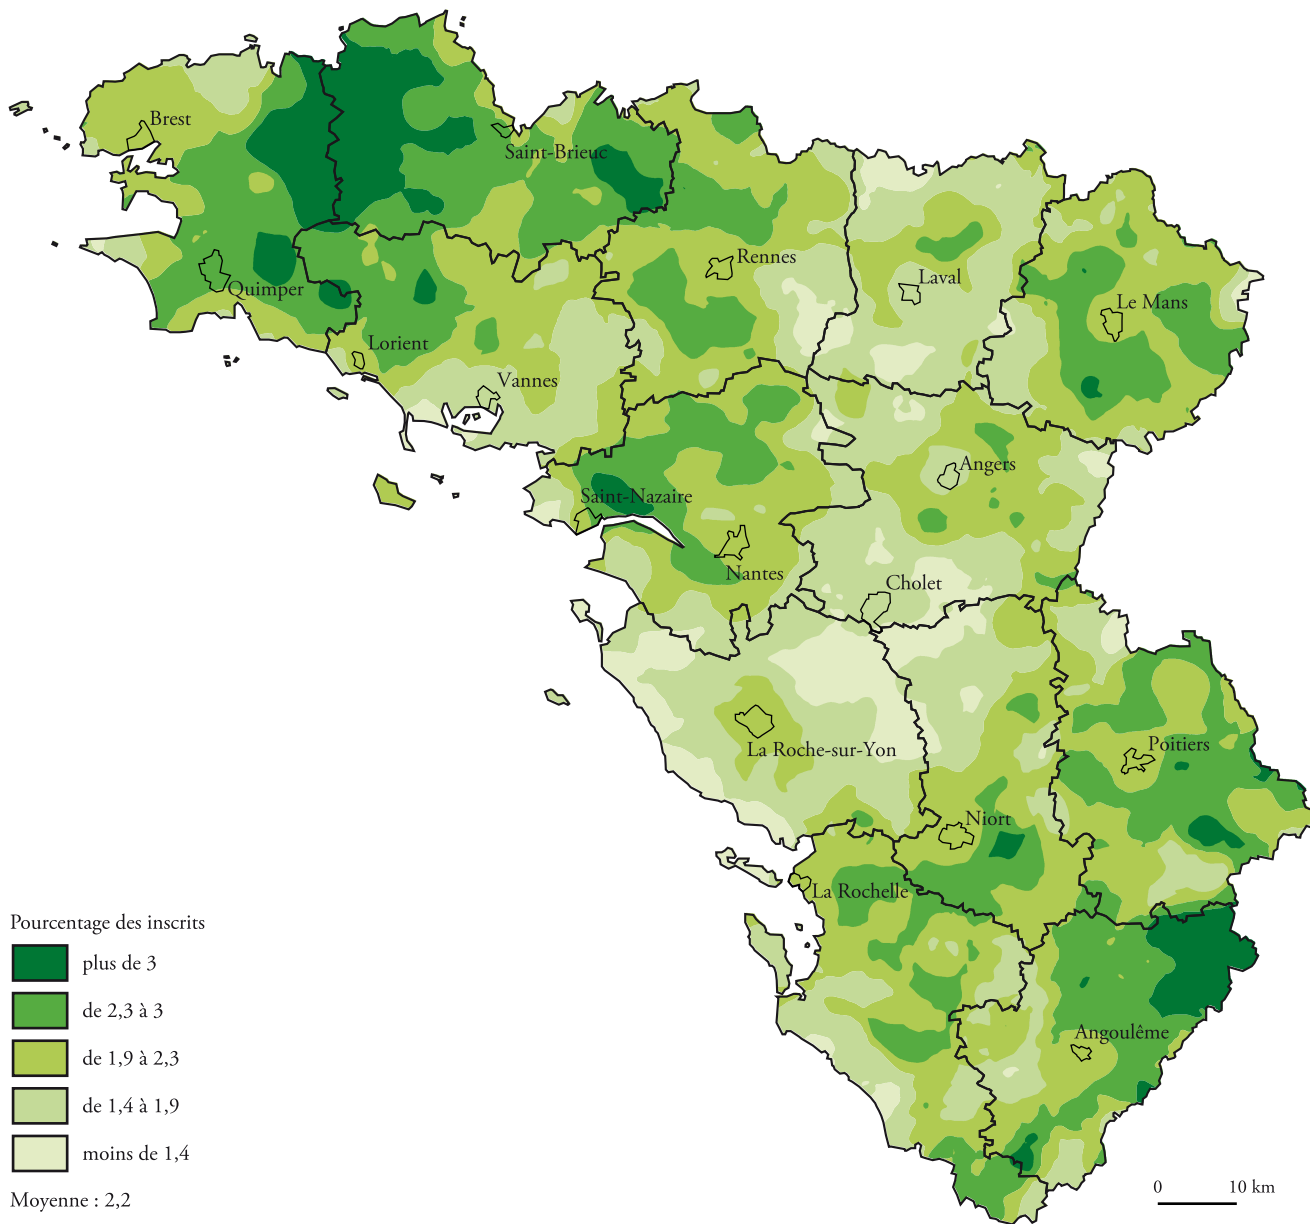 Brest
Saint-Brieuc
Rennes
Laval
Quimper
Le Mans
Lorient
Vannes
Angers
Saint-Nazaire
Nantes
Cholet
La Roche-sur-Yon
Poitiers
Niort
La Rochelle
Angoulême
Pourcentage des inscrits
plus de 3
de 2,3 à 3
de 1,9 à 2,3
de 1,4 à 1,9
moins de 1,4
Moyenne : 2,2
0 10 km